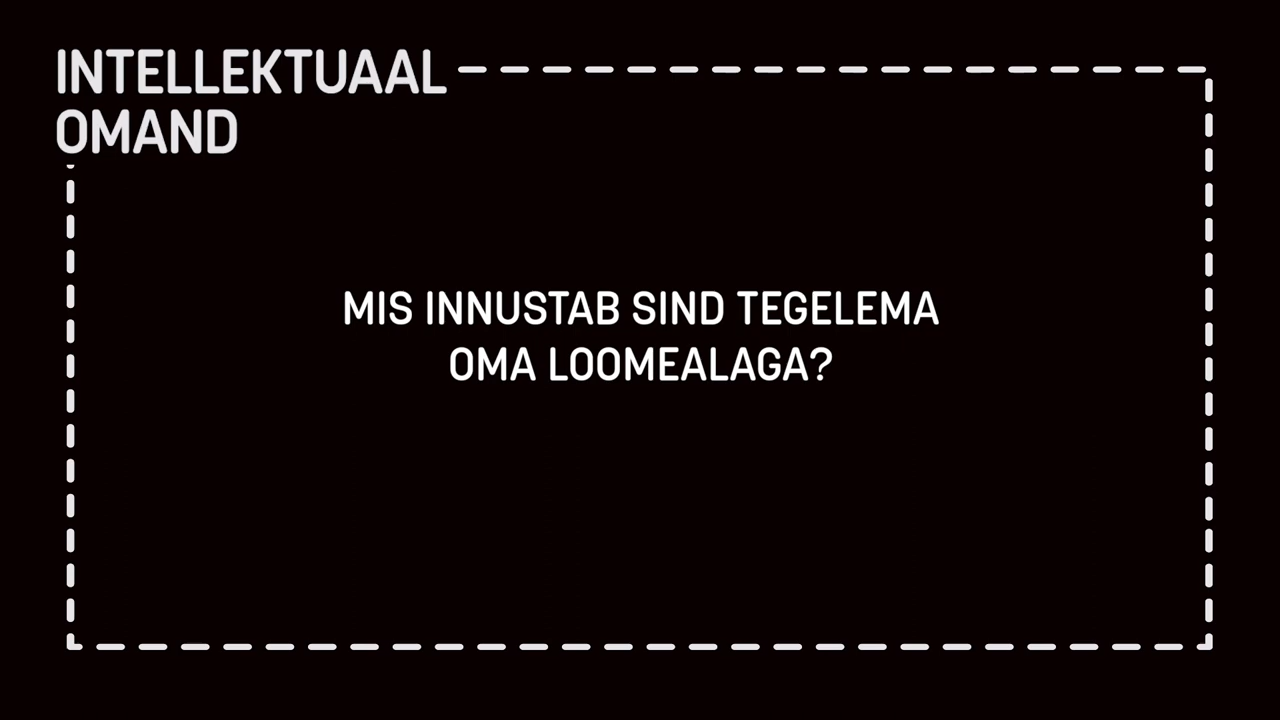 INTELLEKTUAAL
OMAND
MIS INNUSTAB SIND TEGELEMA
OMA LOOMEALAGA?